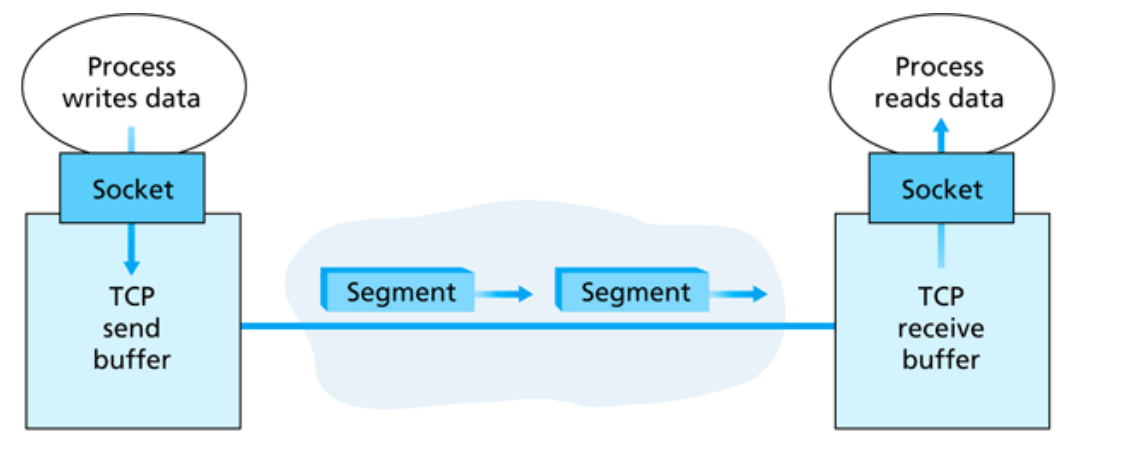 Process
writes data
Socket
TCP
send
buffer
Segment
Segment
Process
reads data
Socket
TCP
receive
buffer